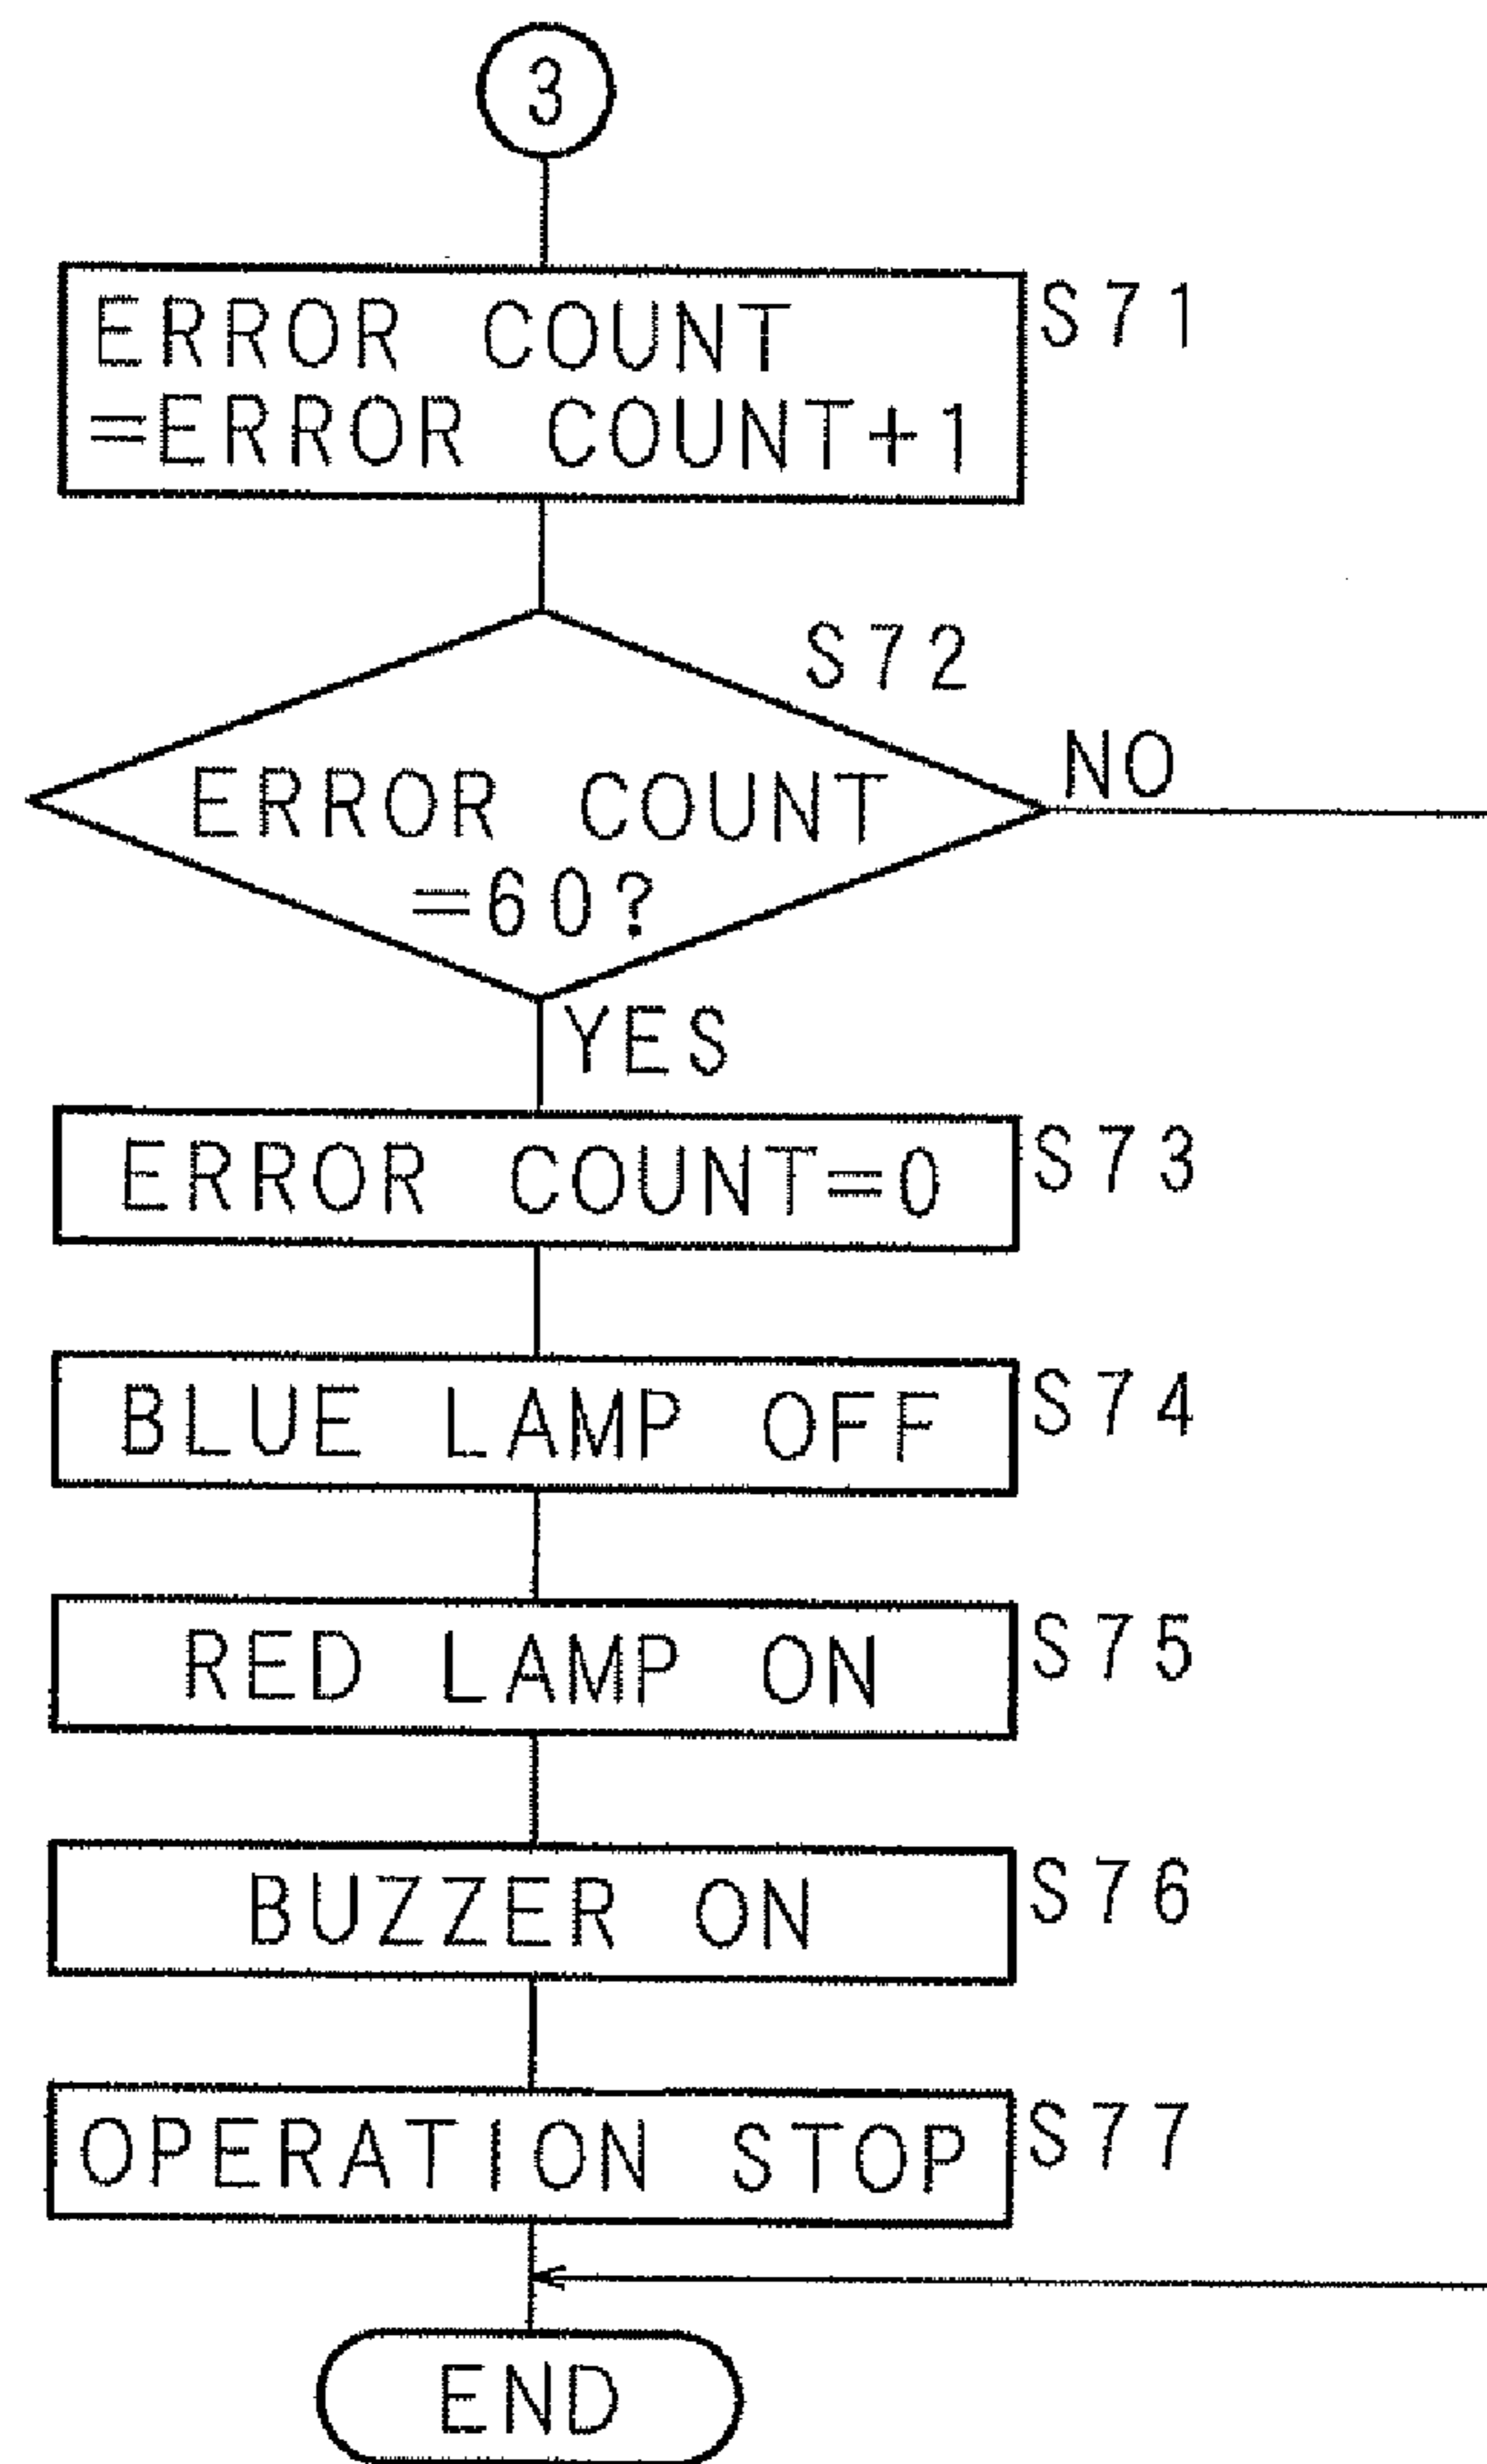 3
ERROR COUNT
=ERROR COUNT+1
S71
S72
ERROR COUNT
=60?
NO
YES
ERROR COUNT=0
S73
BLUE LAMP OFF
S74
RED LAMP ON
S75
BUZZER ON
S76
OPERATION STOP
S77
END